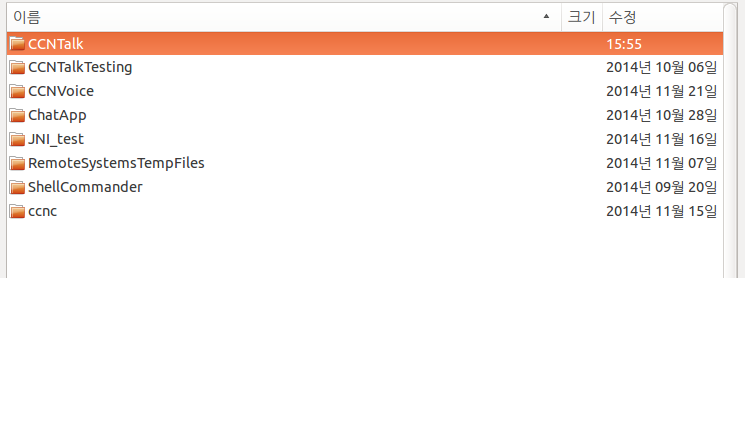 이름 크기 수정
CCNTalk 15:55
CCNTalkTesting 2014년 10월 06일
CCNVoice 2014년 11월 21일
ChatApp 2014년 10월 28일
JNI_test 2014년 11월 16일
RemoteSystemsTempFiles 2014년 11월 07일
ShellCommander 2014년 09월 20일
ccnc 2014년 11월 15일